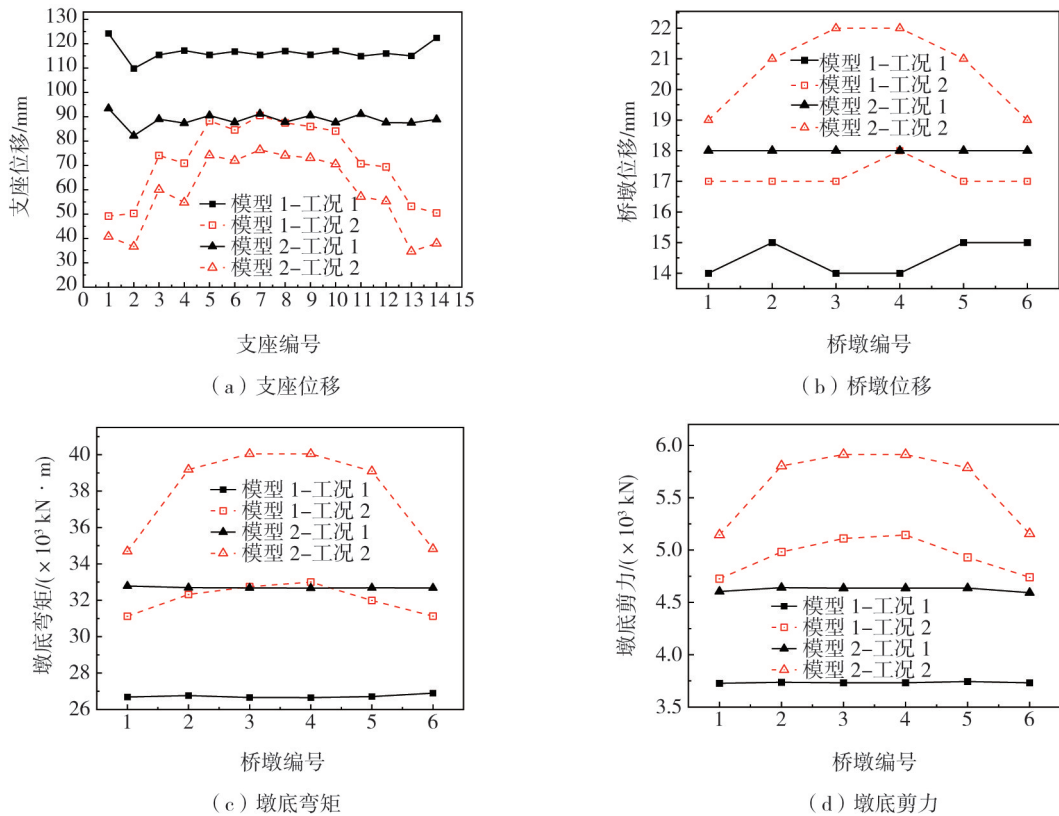 130
120
110
100
90
80
70
60
50
40
30
20
支座位移/mm
模型 1-工况 1
模型 1-工况 2
模型 2-工况 1
模型 2-工况 2
0 1 2 3 4 5 6 7 8 9 10 11 12 13 14 15
支座编号
(a)支座位移
22
21
20
19
18
17
16
15
14
桥墩位移/mm
模型 1-工况 1
模型 1-工况 2
模型 2-工况 1
模型 2-工况 2
1 2 3 4 5 6
桥墩编号
(b)桥墩位移
40
38
36
34
32
30
28
26
墩底弯矩/(×10³ kN·m)
模型 1-工况 1
模型 1-工况 2
模型 2-工况 1
模型 2-工况 2
1 2 3 4 5 6
桥墩编号
(c)墩底弯矩
6.0
5.5
5.0
4.5
4.0
3.5
墩底剪力/(×10³ kN)
模型 1-工况 1
模型 1-工况 2
模型 2-工况 1
模型 2-工况 2
1 2 3 4 5 6
桥墩编号
(d)墩底剪力